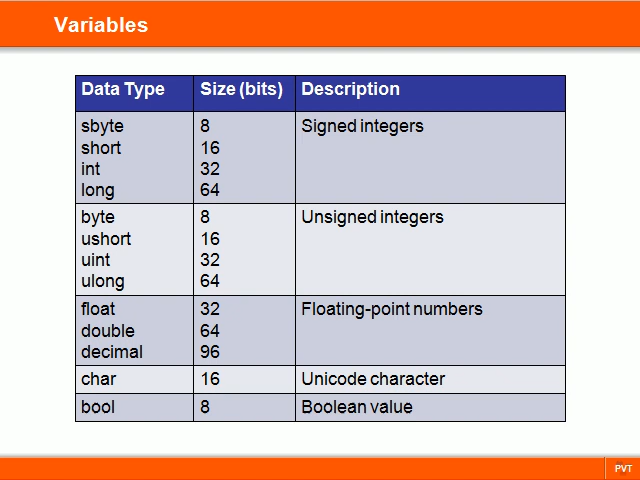 Variables
Data Type Size (bits) Description
sbyte 8 Signed integers
short 16
int 32
long 64
byte 8 Unsigned integers
ushort 16
uint 32
ulong 64
float 32 Floating-point numbers
double 64
decimal 96
char 16 Unicode character
bool 8 Boolean value
PVT